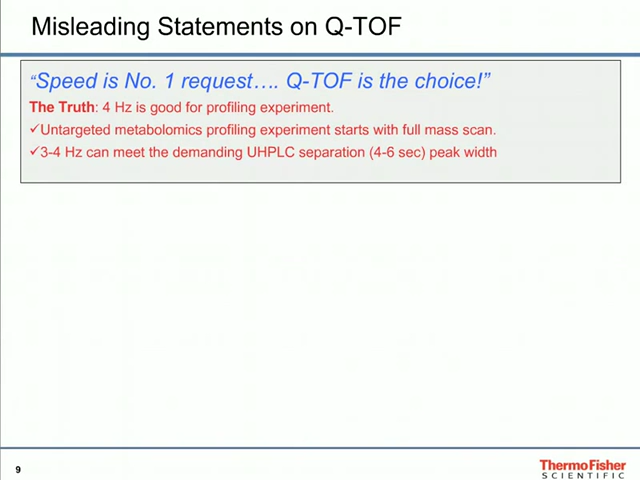 Misleading Statements on Q-TOF
“Speed is No. 1 request…. Q-TOF is the choice!”
The Truth: 4 Hz is good for profiling experiment.
✓Untargeted metabolomics profiling experiment starts with full mass scan.
✓3-4 Hz can meet the demanding UHPLC separation (4-6 sec) peak width
9
ThermoFisher
SCIENTIFIC